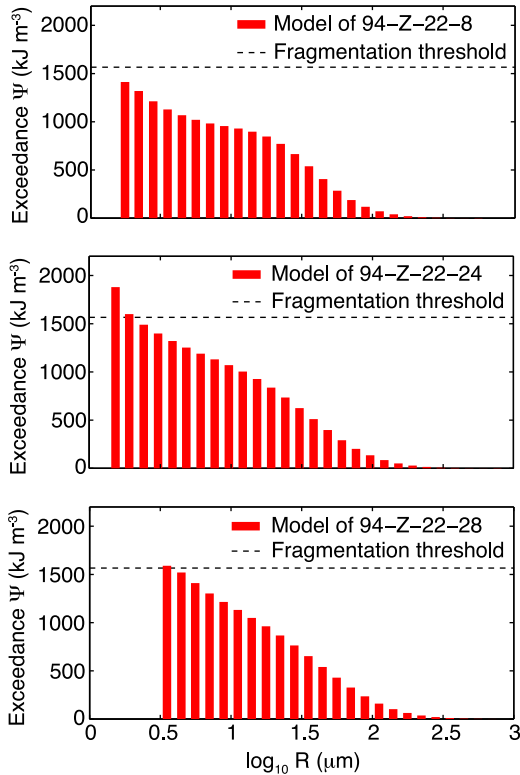 2000
1500
1000
500
0
Exceedance Ψ (kJ m-3)
Model of 94−Z−22−8
Fragmentation threshold
2000
1500
1000
500
0
Exceedance Ψ (kJ m-3)
Model of 94−Z−22−24
Fragmentation threshold
2000
1500
1000
500
0
Exceedance Ψ (kJ m-3)
Model of 94−Z−22−28
Fragmentation threshold
0 0.5 1 1.5 2 2.5 3
log10 R (μm)